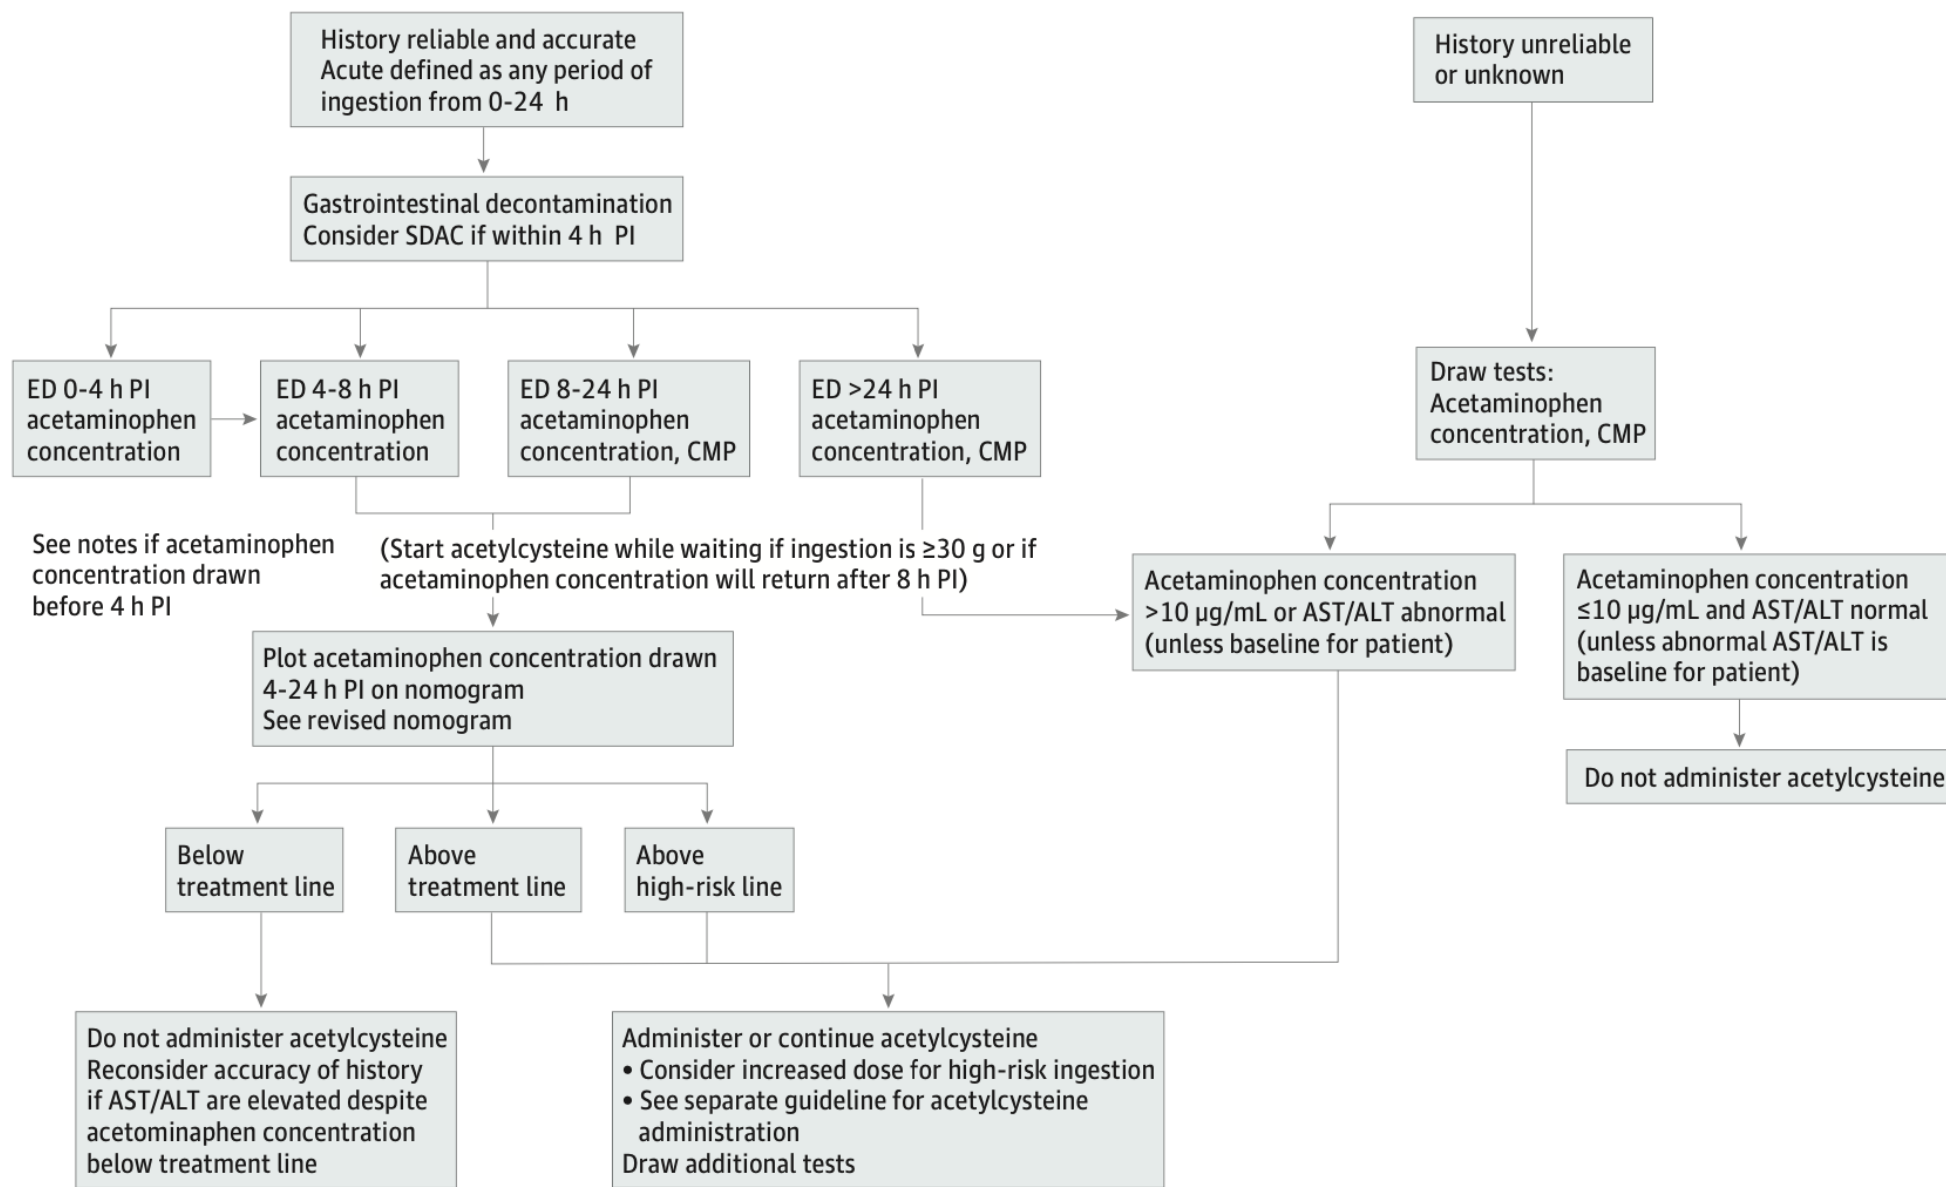 History reliable and accurate
Acute defined as any period of
ingestion from 0-24 h
History unreliable
or unknown
Gastrointestinal decontamination
Consider SDAC if within 4 h PI
ED 0-4 h PI
acetaminophen
concentration
ED 4-8 h PI
acetaminophen
concentration
ED 8-24 h PI
acetaminophen
concentration, CMP
ED >24 h PI
acetaminophen
concentration, CMP
Draw tests:
Acetaminophen
concentration, CMP
See notes if acetaminophen
concentration drawn
before 4 h PI
(Start acetylcysteine while waiting if ingestion is ≥30 g or if
acetaminophen concentration will return after 8 h PI)
Acetaminophen concentration
>10 μg/mL or AST/ALT abnormal
(unless baseline for patient)
Acetaminophen concentration
≤10 μg/mL and AST/ALT normal
(unless abnormal AST/ALT is
baseline for patient)
Plot acetaminophen concentration drawn
4-24 h PI on nomogram
See revised nomogram
Do not administer acetylcysteine
Below
treatment line
Above
treatment line
Above
high-risk line
Do not administer acetylcysteine
Reconsider accuracy of history
if AST/ALT are elevated despite
acetominaphen concentration
below treatment line
Administer or continue acetylcysteine
• Consider increased dose for high-risk ingestion
• See separate guideline for acetylcysteine
administration
Draw additional tests